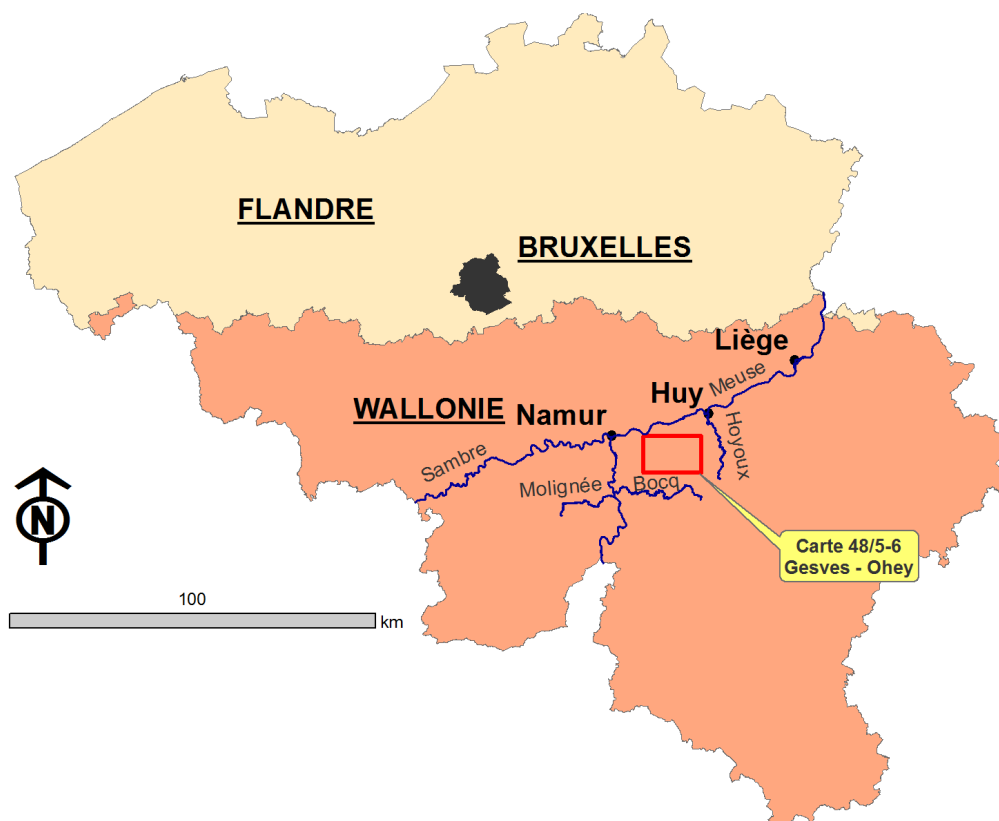 FLANDRE
BRUXELLES
Liège
Meuse
Huy
WALLONIE
Namur
Hoyoux
Sambre
Molignée
Bocq
N
Carte 48/5-6
Gesves - Ohey
100
km